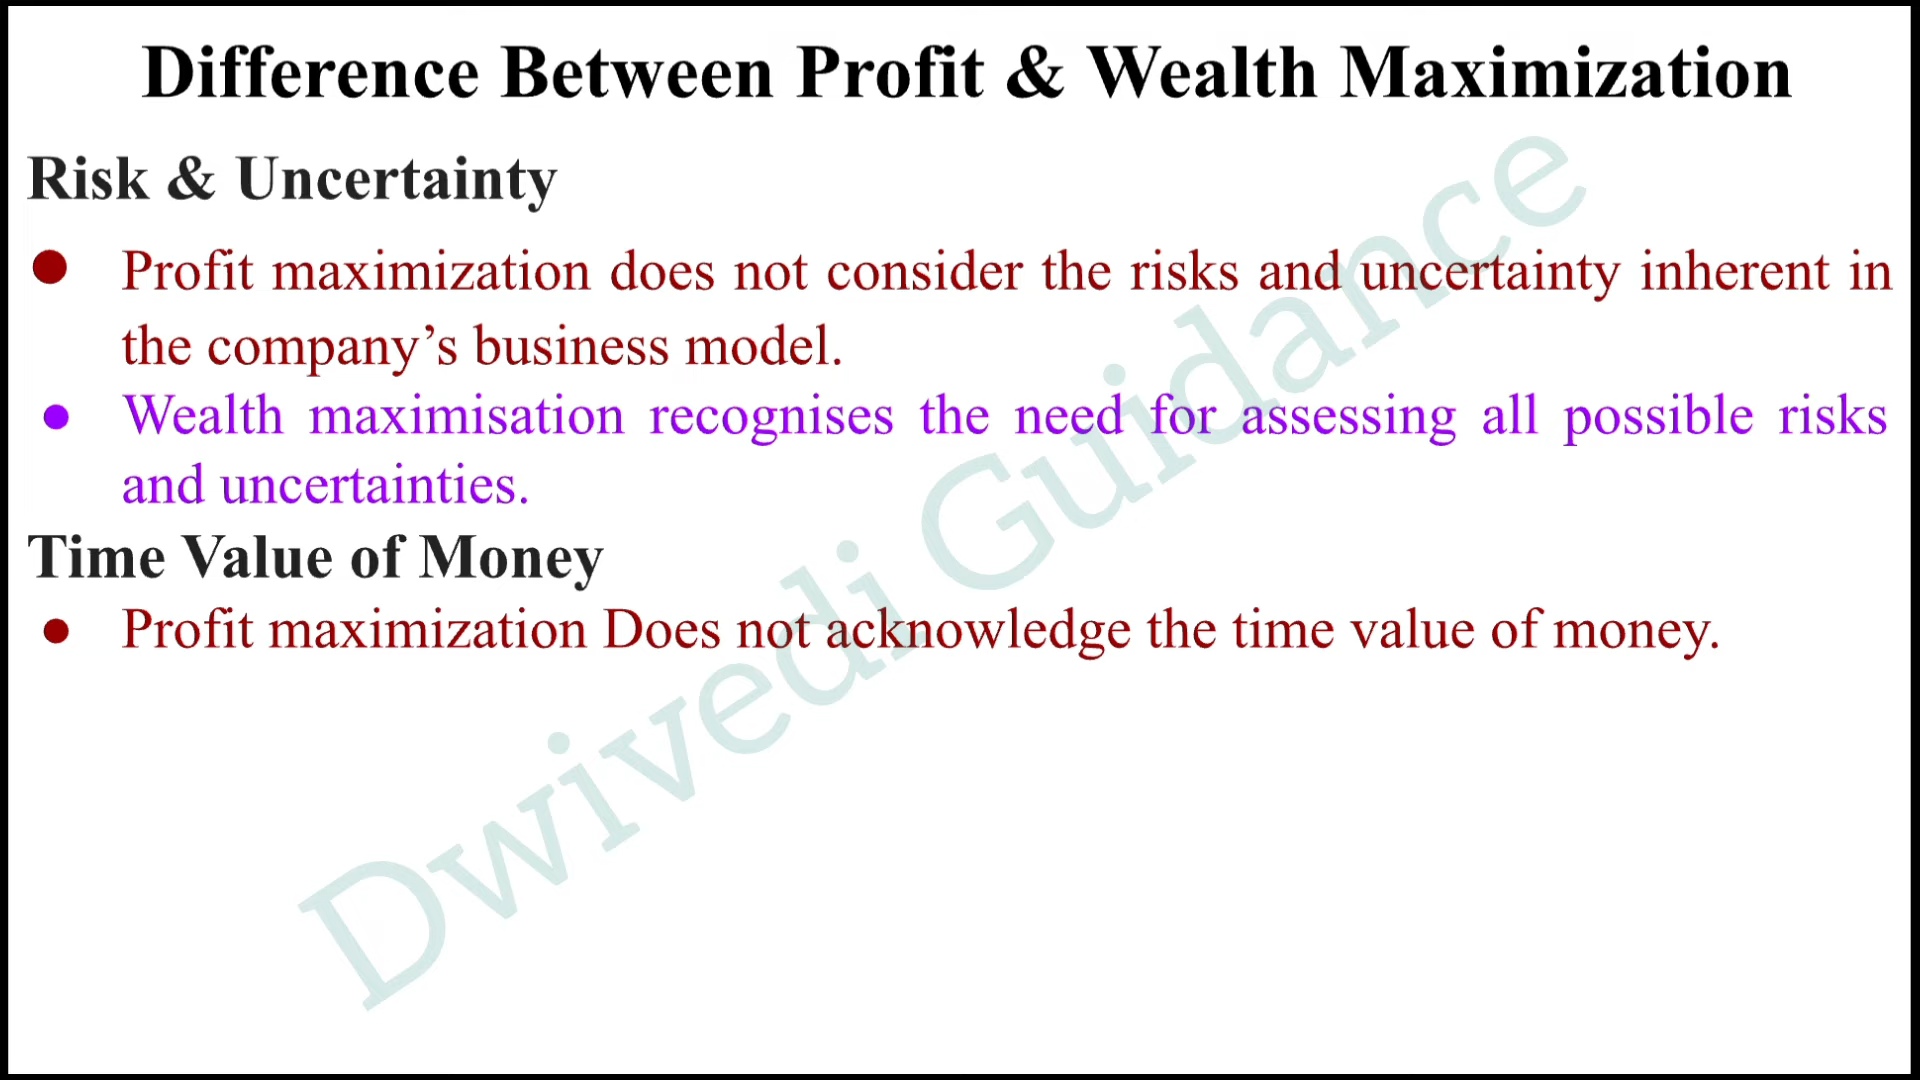 Difference Between Profit & Wealth Maximization
Risk & Uncertainty
● Profit maximization does not consider the risks and uncertainty inherent in
the company’s business model.
● Wealth maximisation recognises the need for assessing all possible risks
and uncertainties.
Time Value of Money
● Profit maximization Does not acknowledge the time value of money.
Dwivedi Guidance